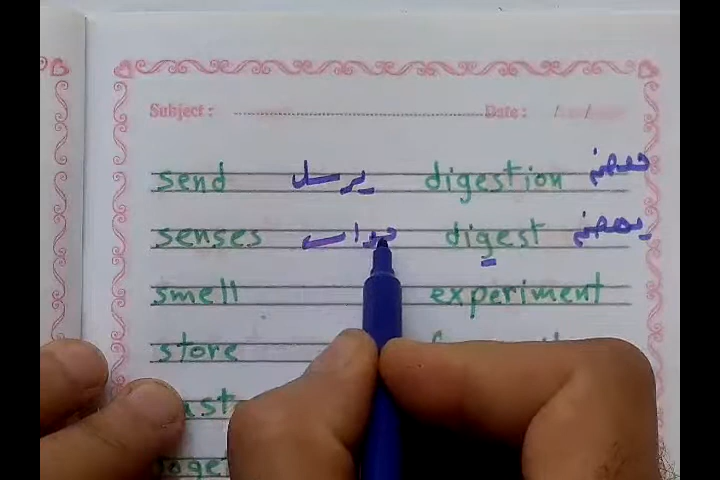 Subject : Date : / /
send يرسل digestion هضم
senses حواس digest يهضم
smell experiment
store